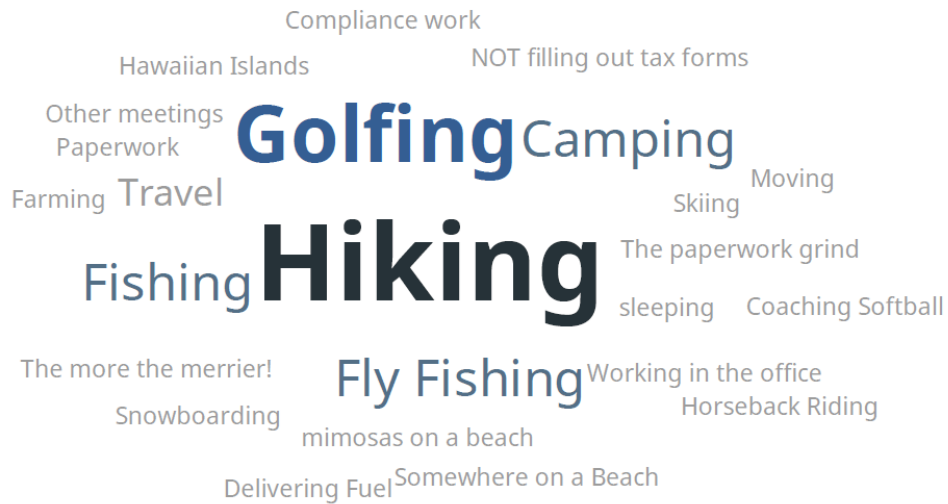 Compliance work
NOT filling out tax forms
Hawaiian Islands
Other meetings
Golfing
Camping
Paperwork
Moving
Farming
Travel
Skiing
Hiking
The paperwork grind
Fishing
sleeping
Coaching Softball
The more the merrier!
Fly Fishing
Working in the office
Horseback Riding
Snowboarding
mimosas on a beach
Somewhere on a Beach
Delivering Fuel